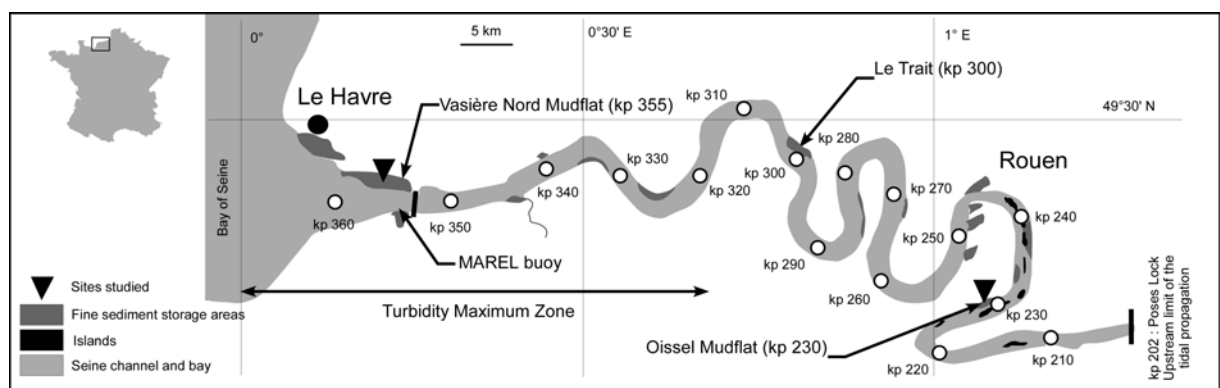 0°
0°30' E
1° E
5 km
Le Trait (kp 300)
Le Havre
Vasière Nord Mudflat (kp 355)
49°30' N
kp 310
kp 280
kp 330
kp 300
Rouen
kp 340
kp 320
kp 270
kp 240
Bay of Seine
kp 360
kp 350
kp 250
kp 290
MAREL buoy
kp 260
Sites studied
Turbidity Maximum Zone
kp 230
Fine sediment storage areas
Islands
Oissel Mudflat (kp 230)
kp 210
Seine channel and bay
kp 220
kp 202 : Poses Lock
Upstream limit of the
tidal propagation